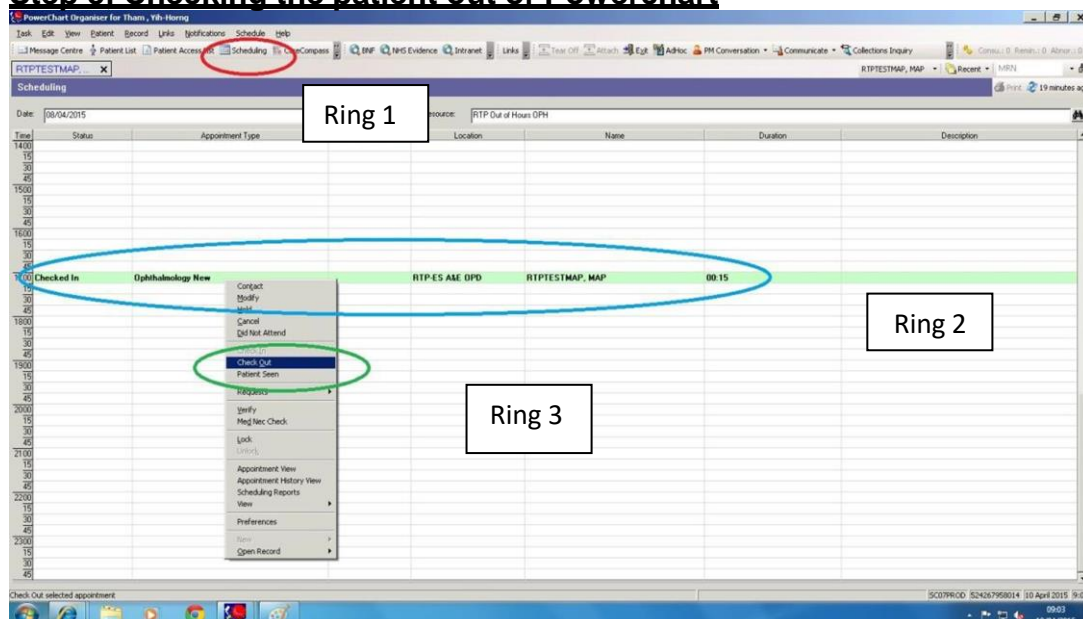 Step of Checking the patient out of Powerchart
PowerChart Organiser for Tham , Yih-Horng
Task Edit View Patient Record Links Notifications Schedule Help
Message Centre Patient List Patient Access List Scheduling CareCompass BNF NHS Evidence Intranet Links Tear Off Attach Exit AdHoc PM Conversation Communicate Collections Inquiry
RTPTESTMAP, ... X RTPTESTMAP, MAP Recent MRN
Scheduling Print 19 minutes ag
Date: 08/04/2015 Ring 1 RTP Out of Hours OPH
Time Status Appointment Type Location Name Duration Description
1400
15
30
45
1500
15
30
45
1600
15
30
Checked In Ophthalmology New RTP-ES A&E OPD RTPTESTMAP, MAP 00:15
15 Contact
30 Modify
45
1800 Cancel Ring 2
15 Did Not Attend
30
45 Check In
1900 Check Out
15 Patient Seen
30
45 Requests
2000 Verify Ring 3
15 Med Nec Check
30
45 Lock
2100 Unlock
15
30 Appointment View
45 Appointment History View
2200 Scheduling Reports
15 View
30
45 Preferences
2300 New
15 Open Record
30
45
Check Out selected appointment SC07PROD 524267958014 10 April 2015 9:0
09:03